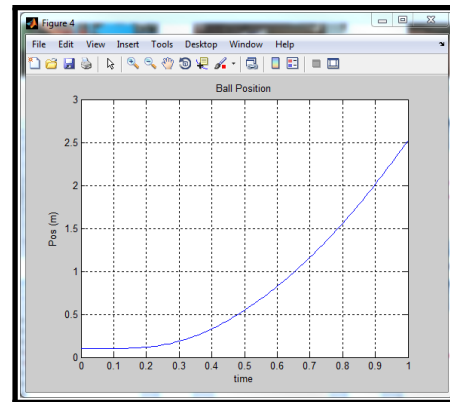 Figure 4
File Edit View Insert Tools Desktop Window Help
Ball Position
3
2.5
2
1.5
1
0.5
0
Pos (m)
0 0.1 0.2 0.3 0.4 0.5 0.6 0.7 0.8 0.9 1
time